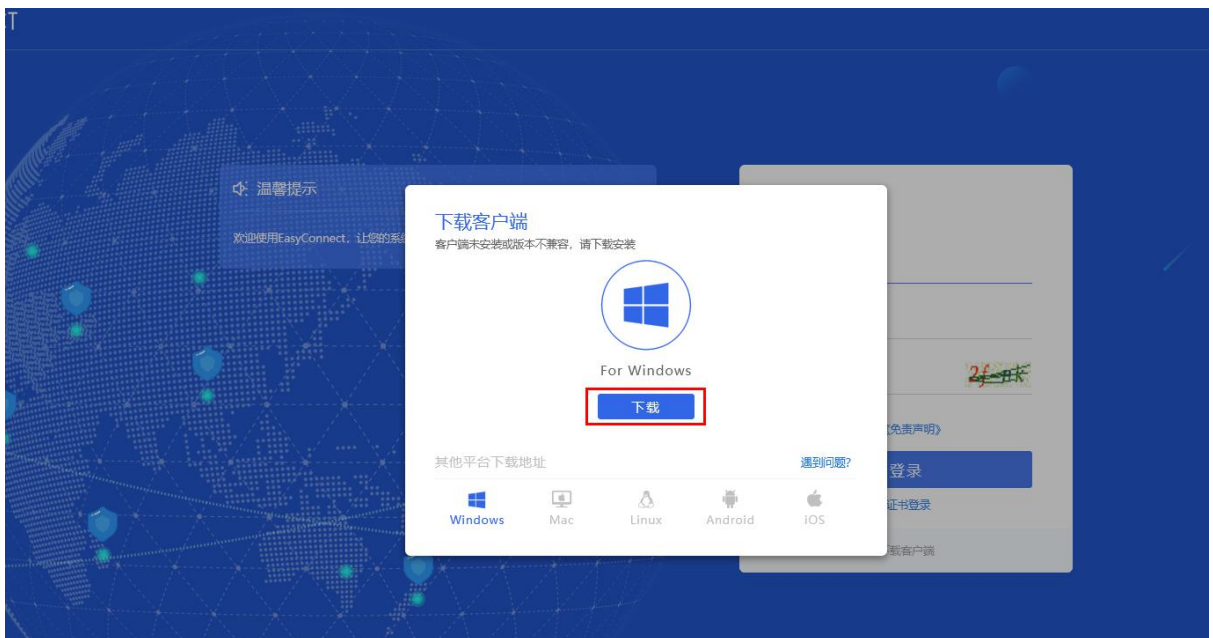 温馨提示
欢迎使用EasyConnect，让您的系
下载客户端
客户端未安装或版本不兼容，请下载安装
For Windows
下载
《免责声明》
其他平台下载地址
遇到问题?
登录
Windows
Mac
Linux
Android
iOS
证书登录
下载客户端